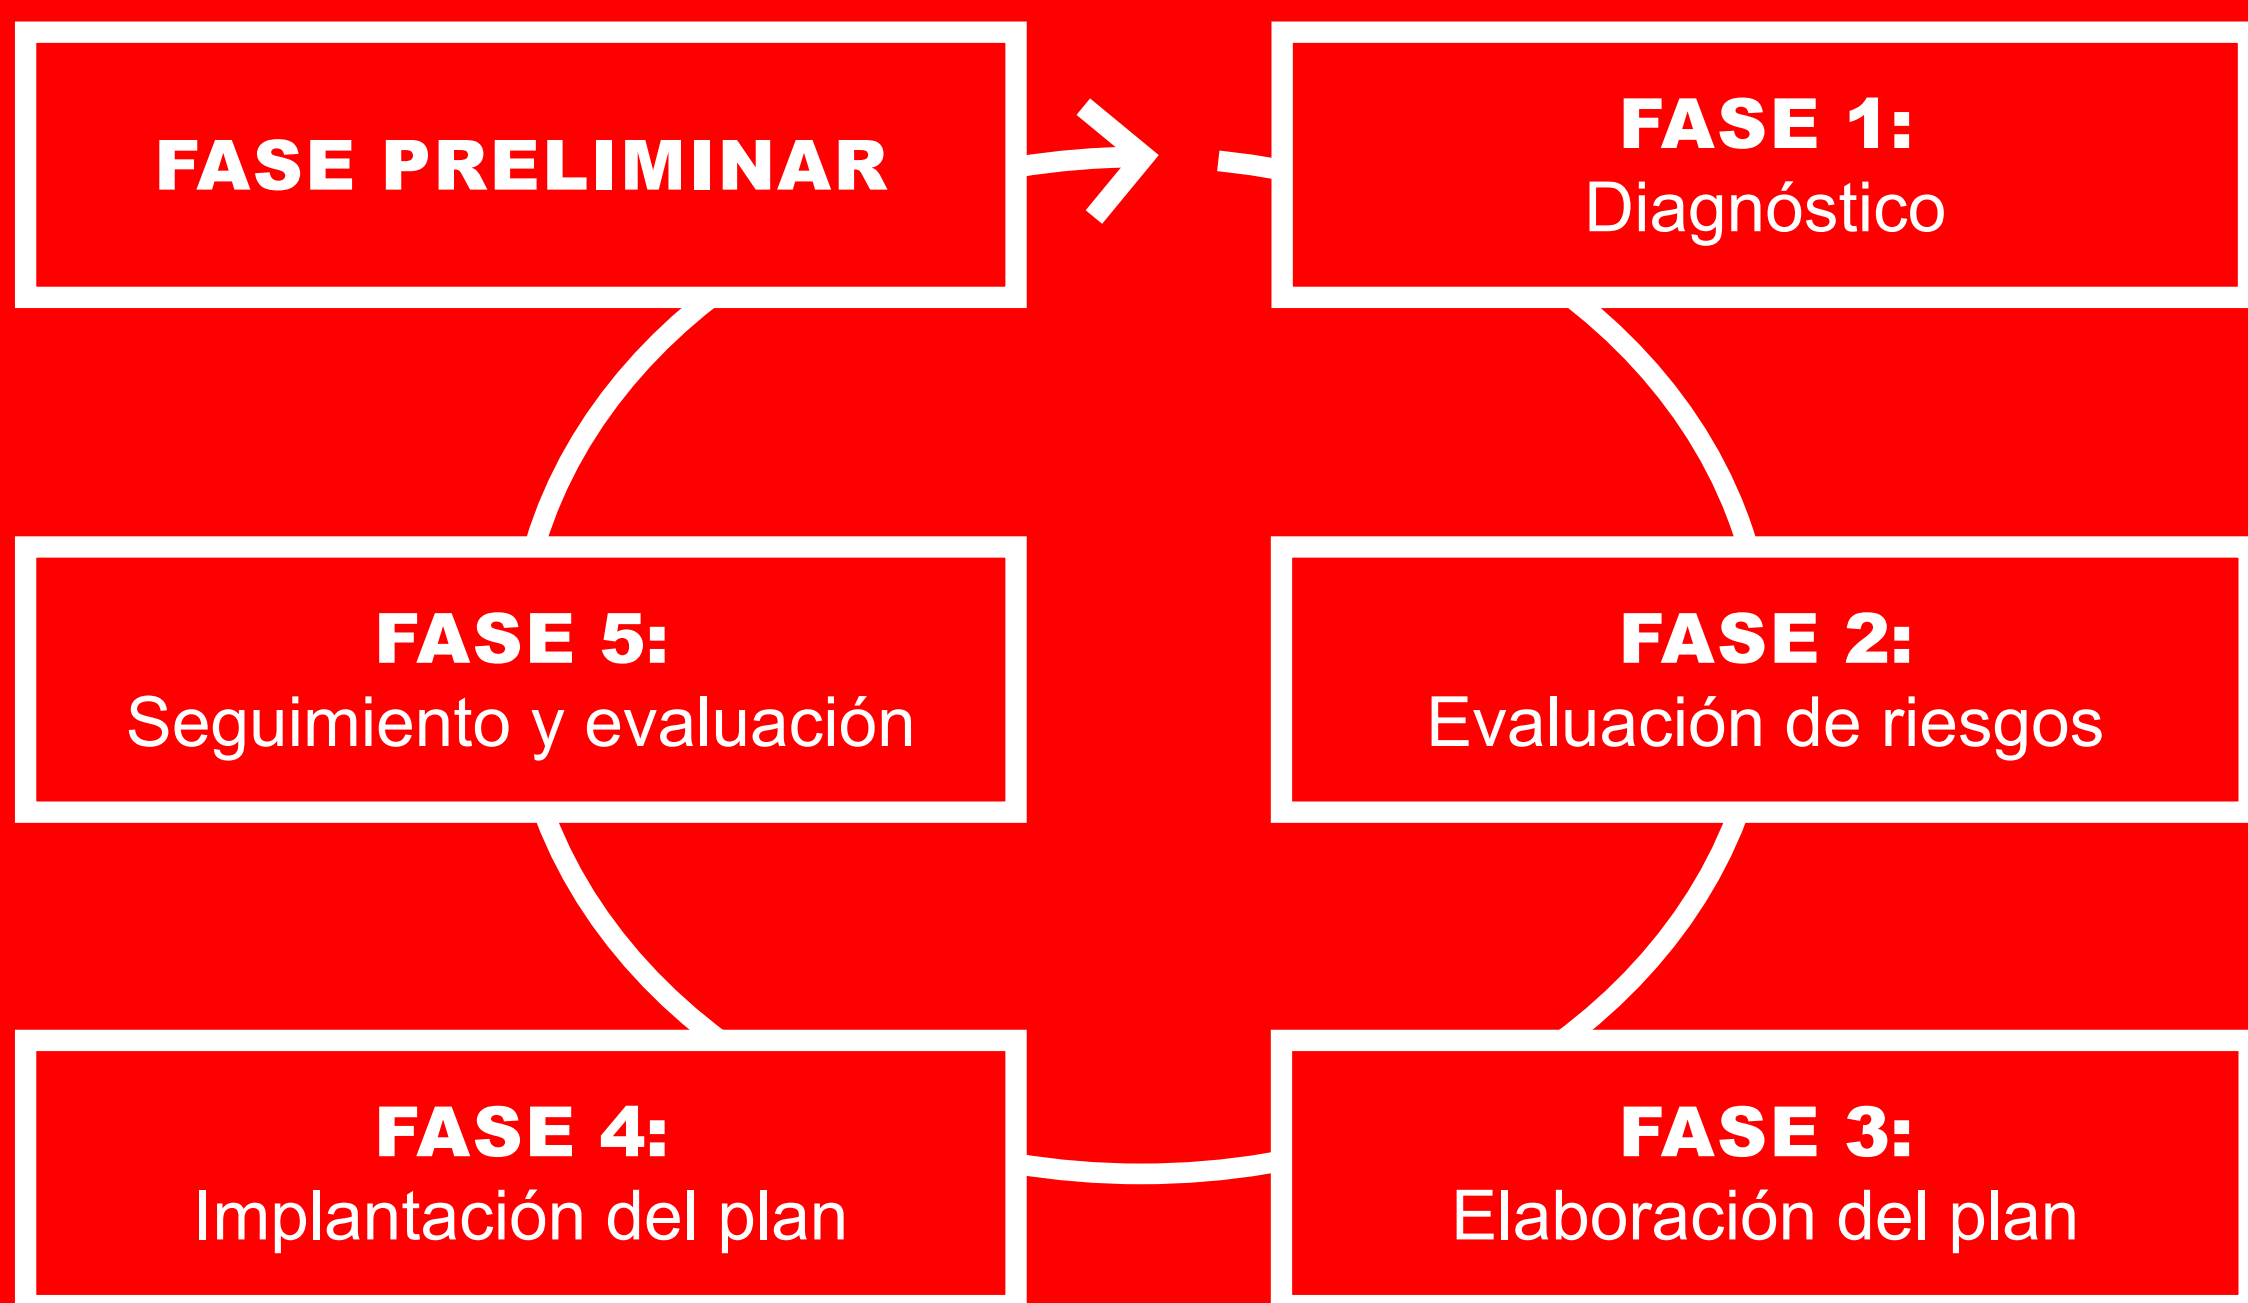 FASE PRELIMINAR
FASE 1:
Diagnóstico
FASE 2:
Evaluación de riesgos
FASE 3:
Elaboración del plan
FASE 4:
Implantación del plan
FASE 5:
Seguimiento y evaluación